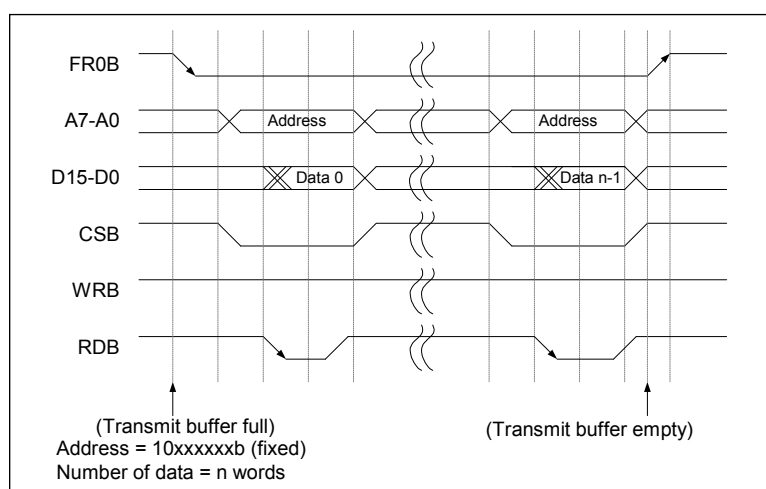 FR0B
A7-A0
Address
Address
D15-D0
Data 0
Data n-1
CSB
WRB
RDB
(Transmit buffer full)
(Transmit buffer empty)
Address = 10xxxxxxb (fixed)
Number of data = n words